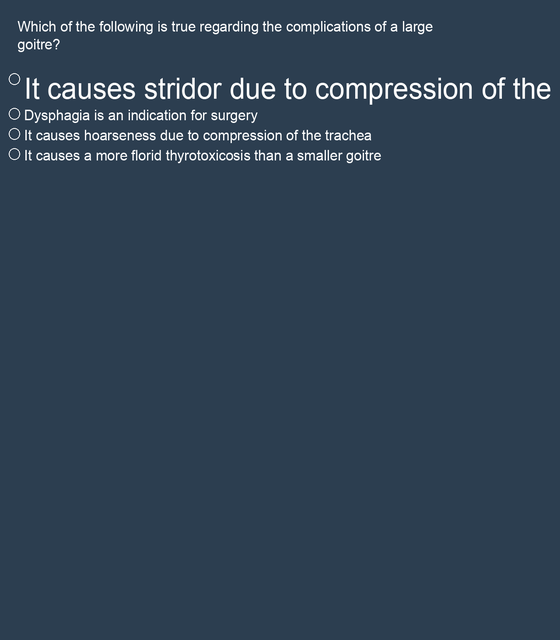 Which of the following is true regarding the complications of a large
goitre?
It causes stridor due to compression of the
Dysphagia is an indication for surgery
It causes hoarseness due to compression of the trachea
It causes a more florid thyrotoxicosis than a smaller goitre